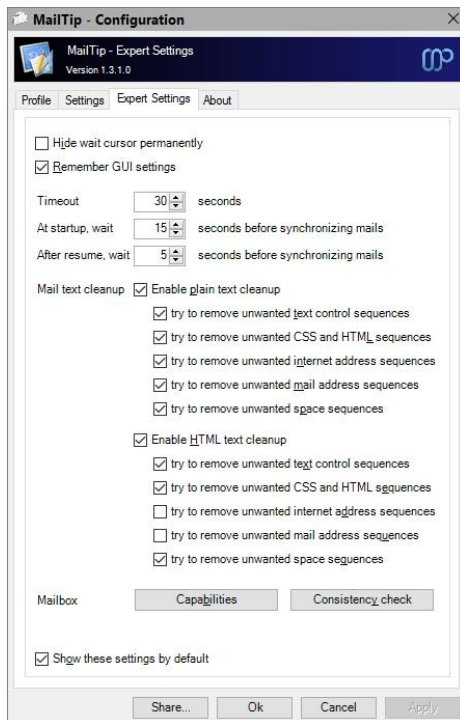 MailTip - Configuration
MailTip - Expert Settings
Version 1.3.1.0
Profile Settings Expert Settings About
Hide wait cursor permanently
Remember GUI settings
Timeout 30 seconds
At startup, wait 15 seconds before synchronizing mails
After resume, wait 5 seconds before synchronizing mails
Mail text cleanup Enable plain text cleanup
try to remove unwanted text control sequences
try to remove unwanted CSS and HTML sequences
try to remove unwanted internet address sequences
try to remove unwanted mail address sequences
try to remove unwanted space sequences
Enable HTML text cleanup
try to remove unwanted text control sequences
try to remove unwanted CSS and HTML sequences
try to remove unwanted internet address sequences
try to remove unwanted mail address sequences
try to remove unwanted space sequences
Mailbox Capabilities Consistency check
Show these settings by default
Share... Ok Cancel Apply